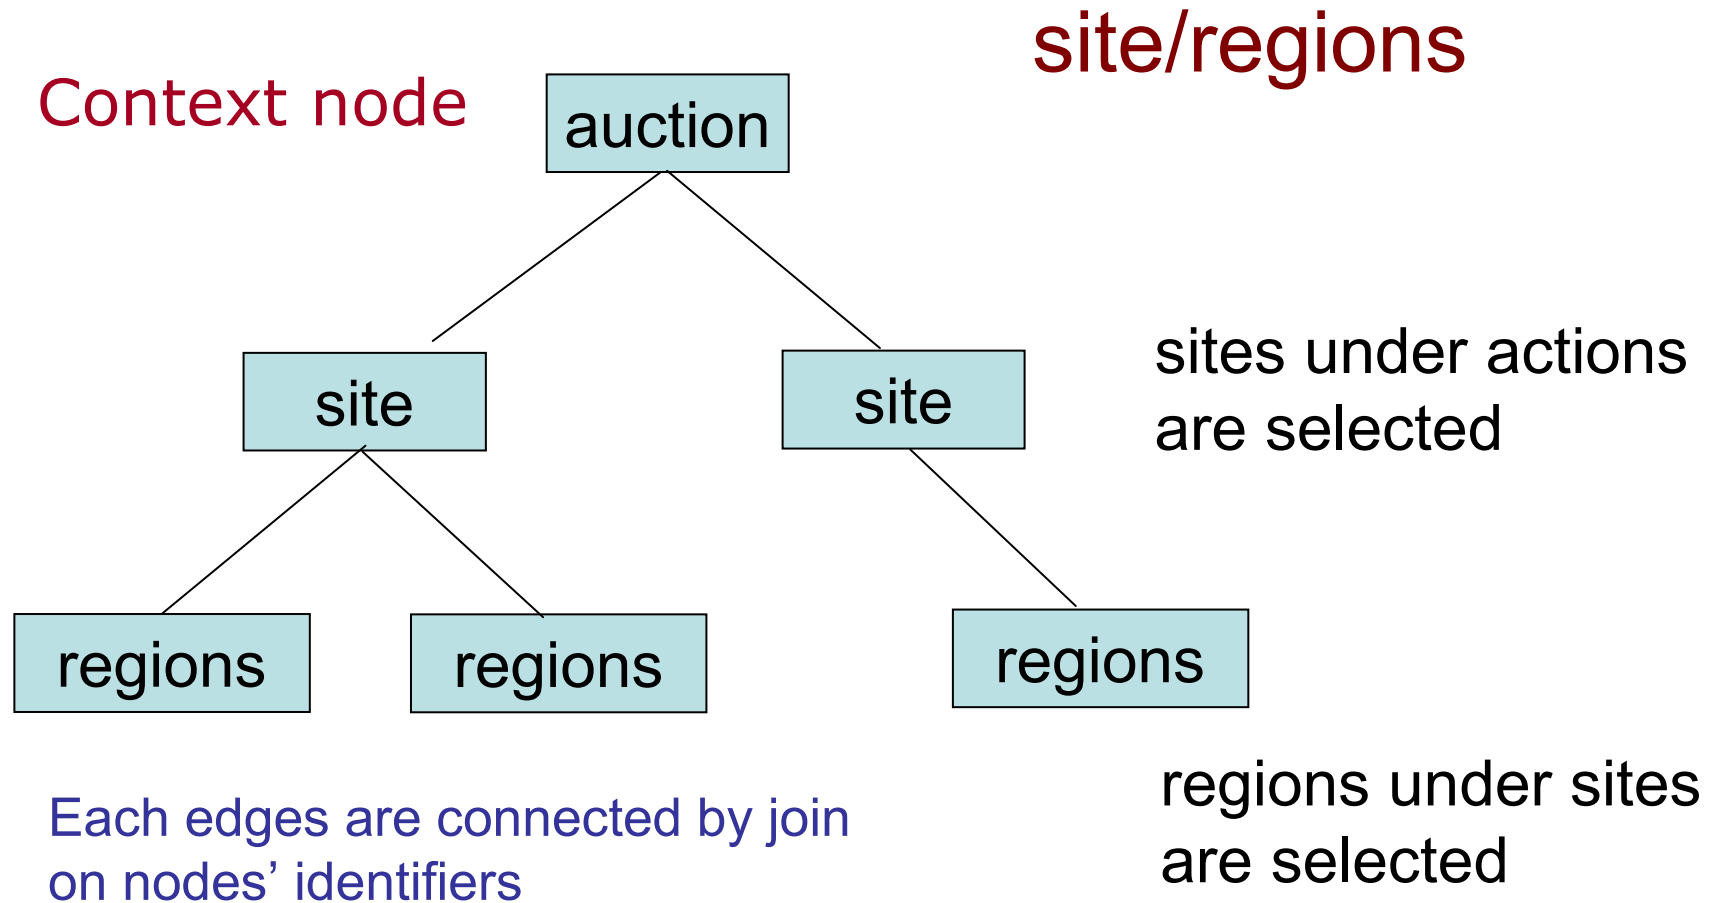 site/regions
Context node
auction
site
site
sites under actions
are selected
regions
regions
regions
regions under sites
are selected
Each edges are connected by join
on nodes’ identifiers